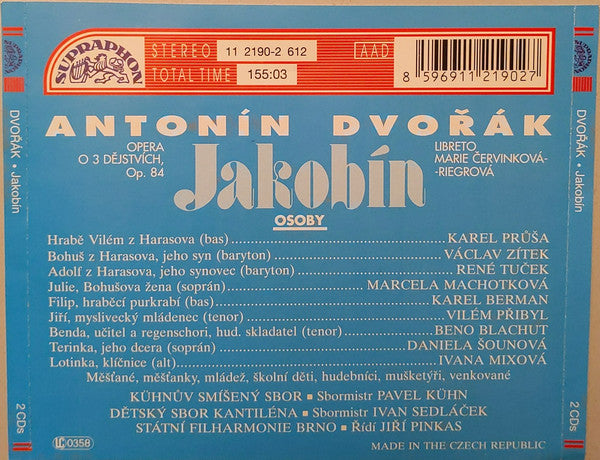 SUPRAPHON
STEREO 11 2190-2 612
TOTAL TIME 155:03
AAD
8 596911 219027
ANTONÍN DVOŘÁK
OPERA
O 3 DĚJSTVÍCH,
Op. 84
Jakobín
LIBRETO
MARIE ČERVINKOVÁ-
-RIEGROVÁ
OSOBY
Hrabě Vilém z Harasova (bas) KAREL PRŮŠA
Bohuš z Harasova, jeho syn (baryton) VÁCLAV ZÍTEK
Adolf z Harasova, jeho synovec (baryton) RENÉ TUČEK
Julie, Bohušova žena (soprán) MARCELA MACHOTKOVÁ
Filip, hraběcí purkrabí (bas) KAREL BERMAN
Jiří, myslivecký mládenec (tenor) VILÉM PŘIBYL
Benda, učitel a regenschori, hud. skladatel (tenor) BENO BLACHUT
Terinka, jeho dcera (soprán) DANIELA ŠOUNOVÁ
Lotinka, klíčnice (alt) IVANA MIXOVÁ
Měšťané, měšťanky, mládež, školní děti, hudebníci, mušketýři, venkované
KÜHNŮV SMÍŠENÝ SBOR • Sbormistr PAVEL KÜHN
DĚTSKÝ SBOR KANTILÉNA • Sbormistr IVAN SEDLÁČEK
STÁTNÍ FILHARMONIE BRNO • Řídí JIŘÍ PINKAS
LC 0358
MADE IN THE CZECH REPUBLIC
DVOŘÁK • Jakobín
2 CDs
DVOŘÁK • Jakobín
2 CDs